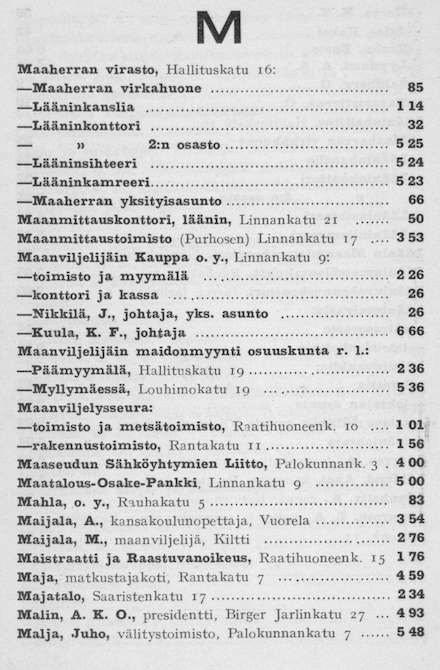 M
Maaherran virasto, Hallituskatu 16:
—Maaherran virkahuone ........................ 85
—Lääninkanslia ........................ 1 14
—Lääninkonttori ........................ 32
— » 2:n osasto ........................ 5 25
—Lääninsihteeri ........................ 5 24
—Lääninkamreeri ........................ 5 23
—Maaherran yksityisasunto ........................ 66
Maanmittauskonttori, läänin, Linnankatu 21 ...... 50
Maanmittaustoimisto (Purhosen) Linnankatu 17 .... 3 53
Maanviljelijäin Kauppa o. y., Linnankatu 9:
—toimisto ja myymälä ........................ 2 26
—konttori ja kassa ........................ 26
—Nikkilä, J., johtaja, yks. asunto ................ 26
—Kuula, K. F., johtaja ........................ 6 66
Maanviljelijäin maidonmyynti osuuskunta r. l.:
—Päämyymälä, Hallituskatu 19 .................... 2 36
—Myllymäessä, Louhimokatu 19 .................. 5 36
Maanviljelysseura:
—toimisto ja metsätoimisto, Raatihuoneenk. 10 .... 1 01
—rakennustoimisto, Rantakatu 11 ................ 1 56
Maaseudun Sähköyhtymien Liitto, Palokunnank. 3 . 4 00
Maatalous-Osake-Pankki, Linnankatu 9 ............ 5 00
Mahla, o. y., Rauhakatu 5 ........................ 83
Maijala, A., kansakoulunopettaja, Vuorela .......... 3 54
Maijala, M., maanviljelijä, Kiltti .................. 2 76
Maistraatti ja Raastuvanoikeus, Raatihuoneenk. 15 1 76
Maja, matkustajakoti, Rantakatu 7 ................ 4 59
Majatalo, Saaristenkatu 17 ........................ 2 34
Malin, A. K. O., presidentti, Birger Jarlinkatu 27 ... 4 93
Malja, Juho, välitystoimisto, Palokunnankatu 7 ...... 5 48